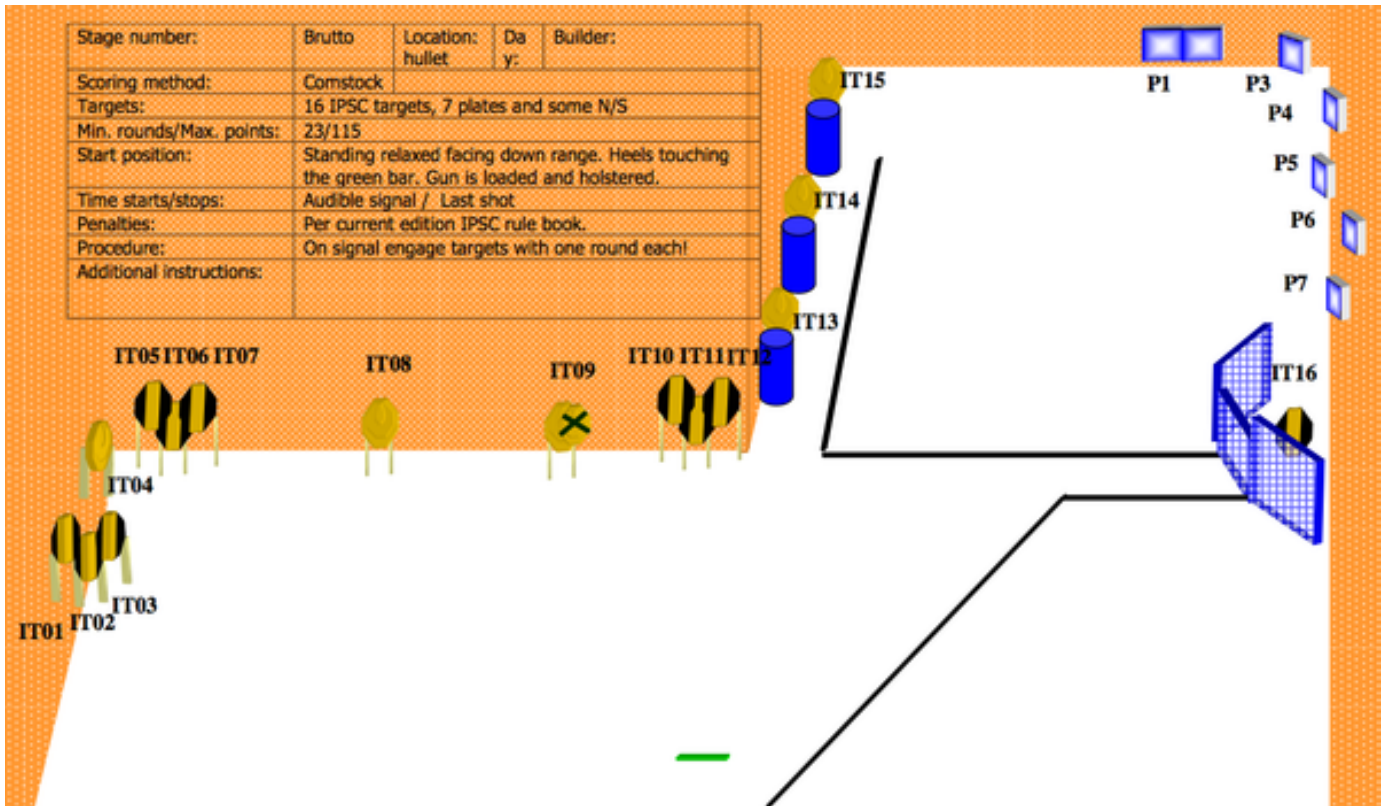 Stage number: Brutto Location: hullet Da y: Builder:
Scoring method: Comstock
Targets: 16 IPSC targets, 7 plates and some N/S
Min. rounds/Max. points: 23/115
Start position: Standing relaxed facing down range. Heels touching
the green bar. Gun is loaded and holstered.
Time starts/stops: Audible signal / Last shot
Penalties: Per current edition IPSC rule book.
Procedure: On signal engage targets with one round each!
Additional instructions:
IT15
P1 P3
P4
P5
IT14
P6
P7
IT13
IT05 IT06 IT07
IT08
IT09
IT10 IT11 IT12
IT16
IT04
IT03
IT02
IT01